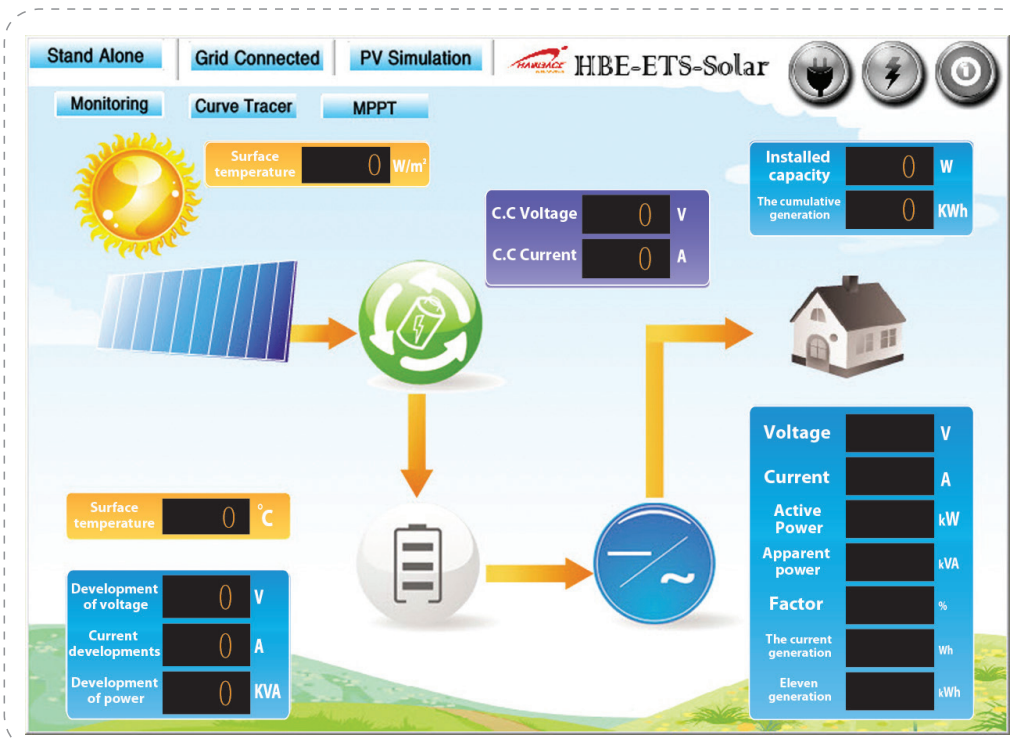 Stand Alone
Grid Connected
PV Simulation
HANBACK
HBE-ETS-Solar
Monitoring
Curve Tracer
MPPT
Surface
temperature
0 W/m²
Installed
capacity
0 W
The cumulative
generation
0 KWh
C.C Voltage 0 V
C.C Current 0 A
Voltage V
Current A
Active
Power
kW
Apparent
power
kVA
Factor %
The current
generation
Wh
Eleven
generation
kWh
Surface
temperature
0 °C
Development
of voltage
0 V
Current
developments
0 A
Development
of power
0 KVA